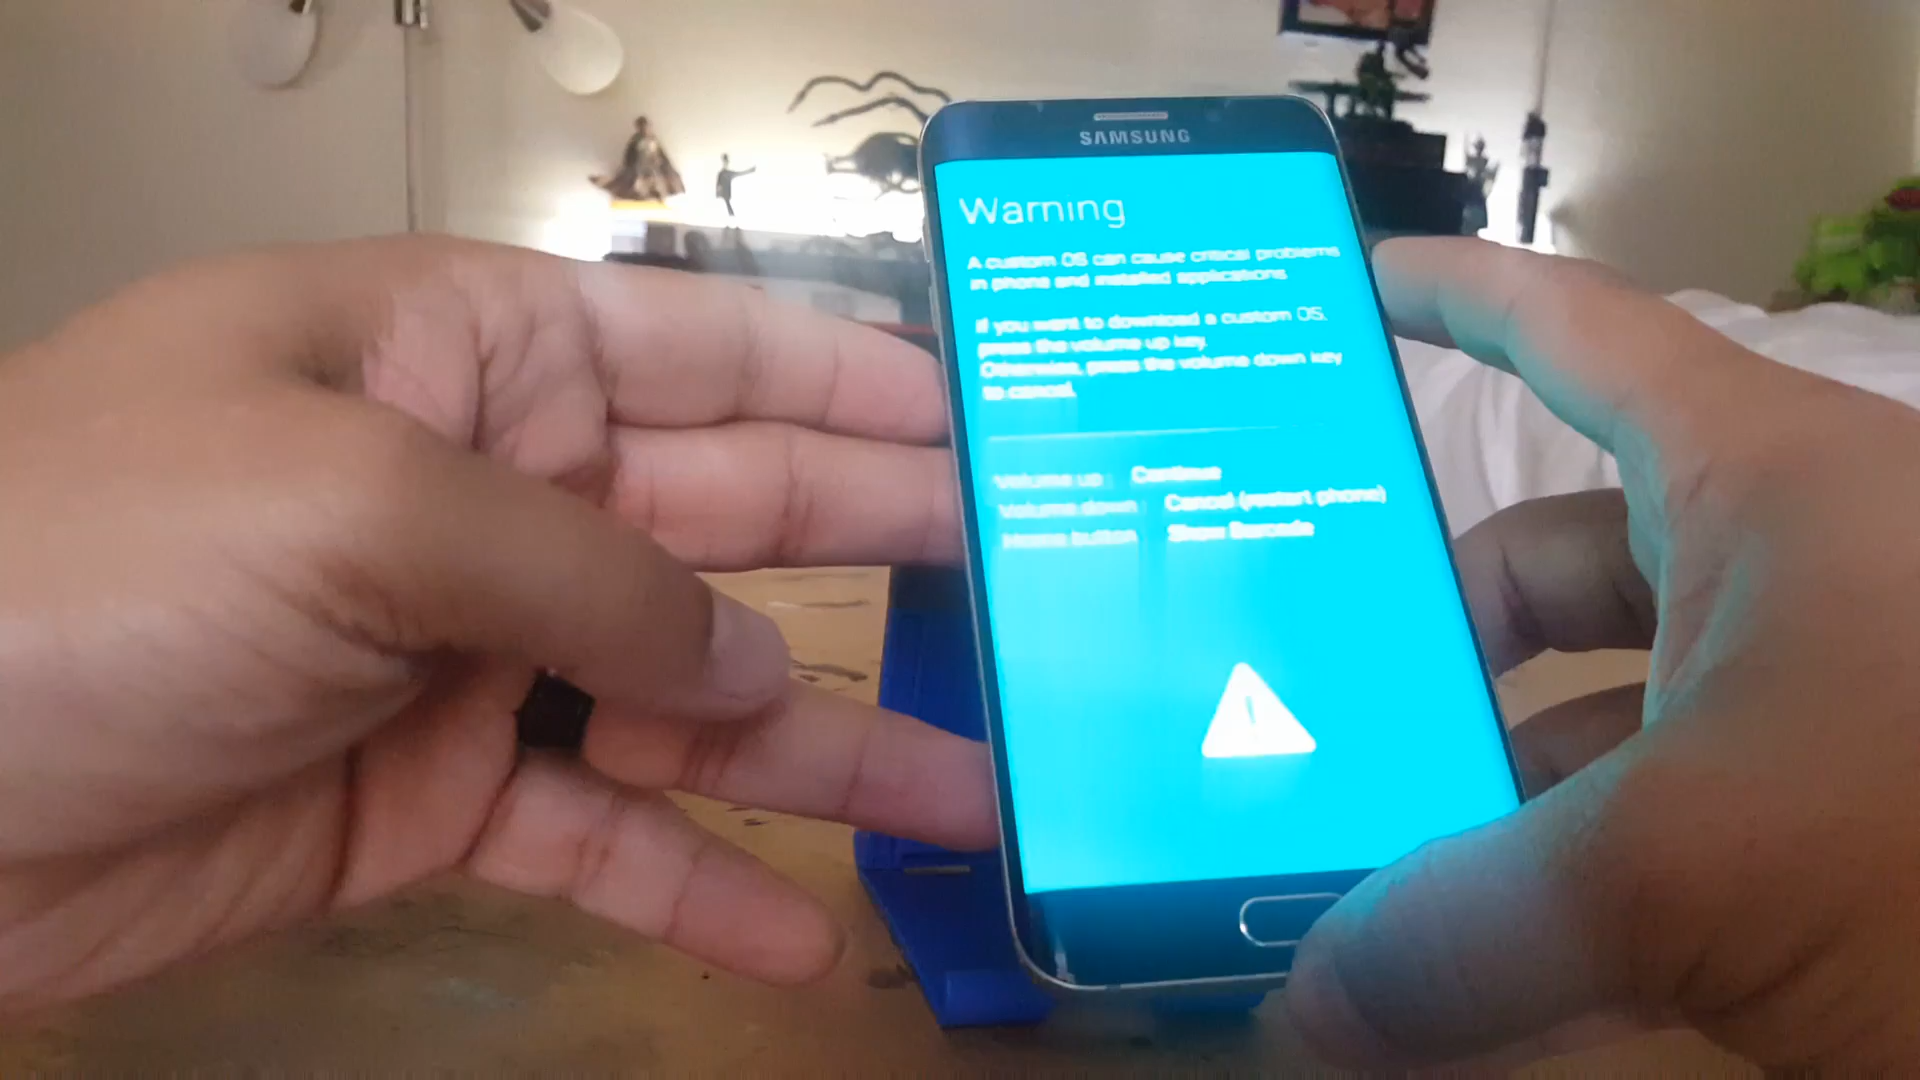 SAMSUNG
Warning
A custom OS can cause critical problems
in phone and installed applications
If you want to download a custom OS,
press the volume up key.
Otherwise, press the volume down key
to cancel.
Volume up : Continue
Volume down : Cancel (restart phone)
Home button : Show Barcode